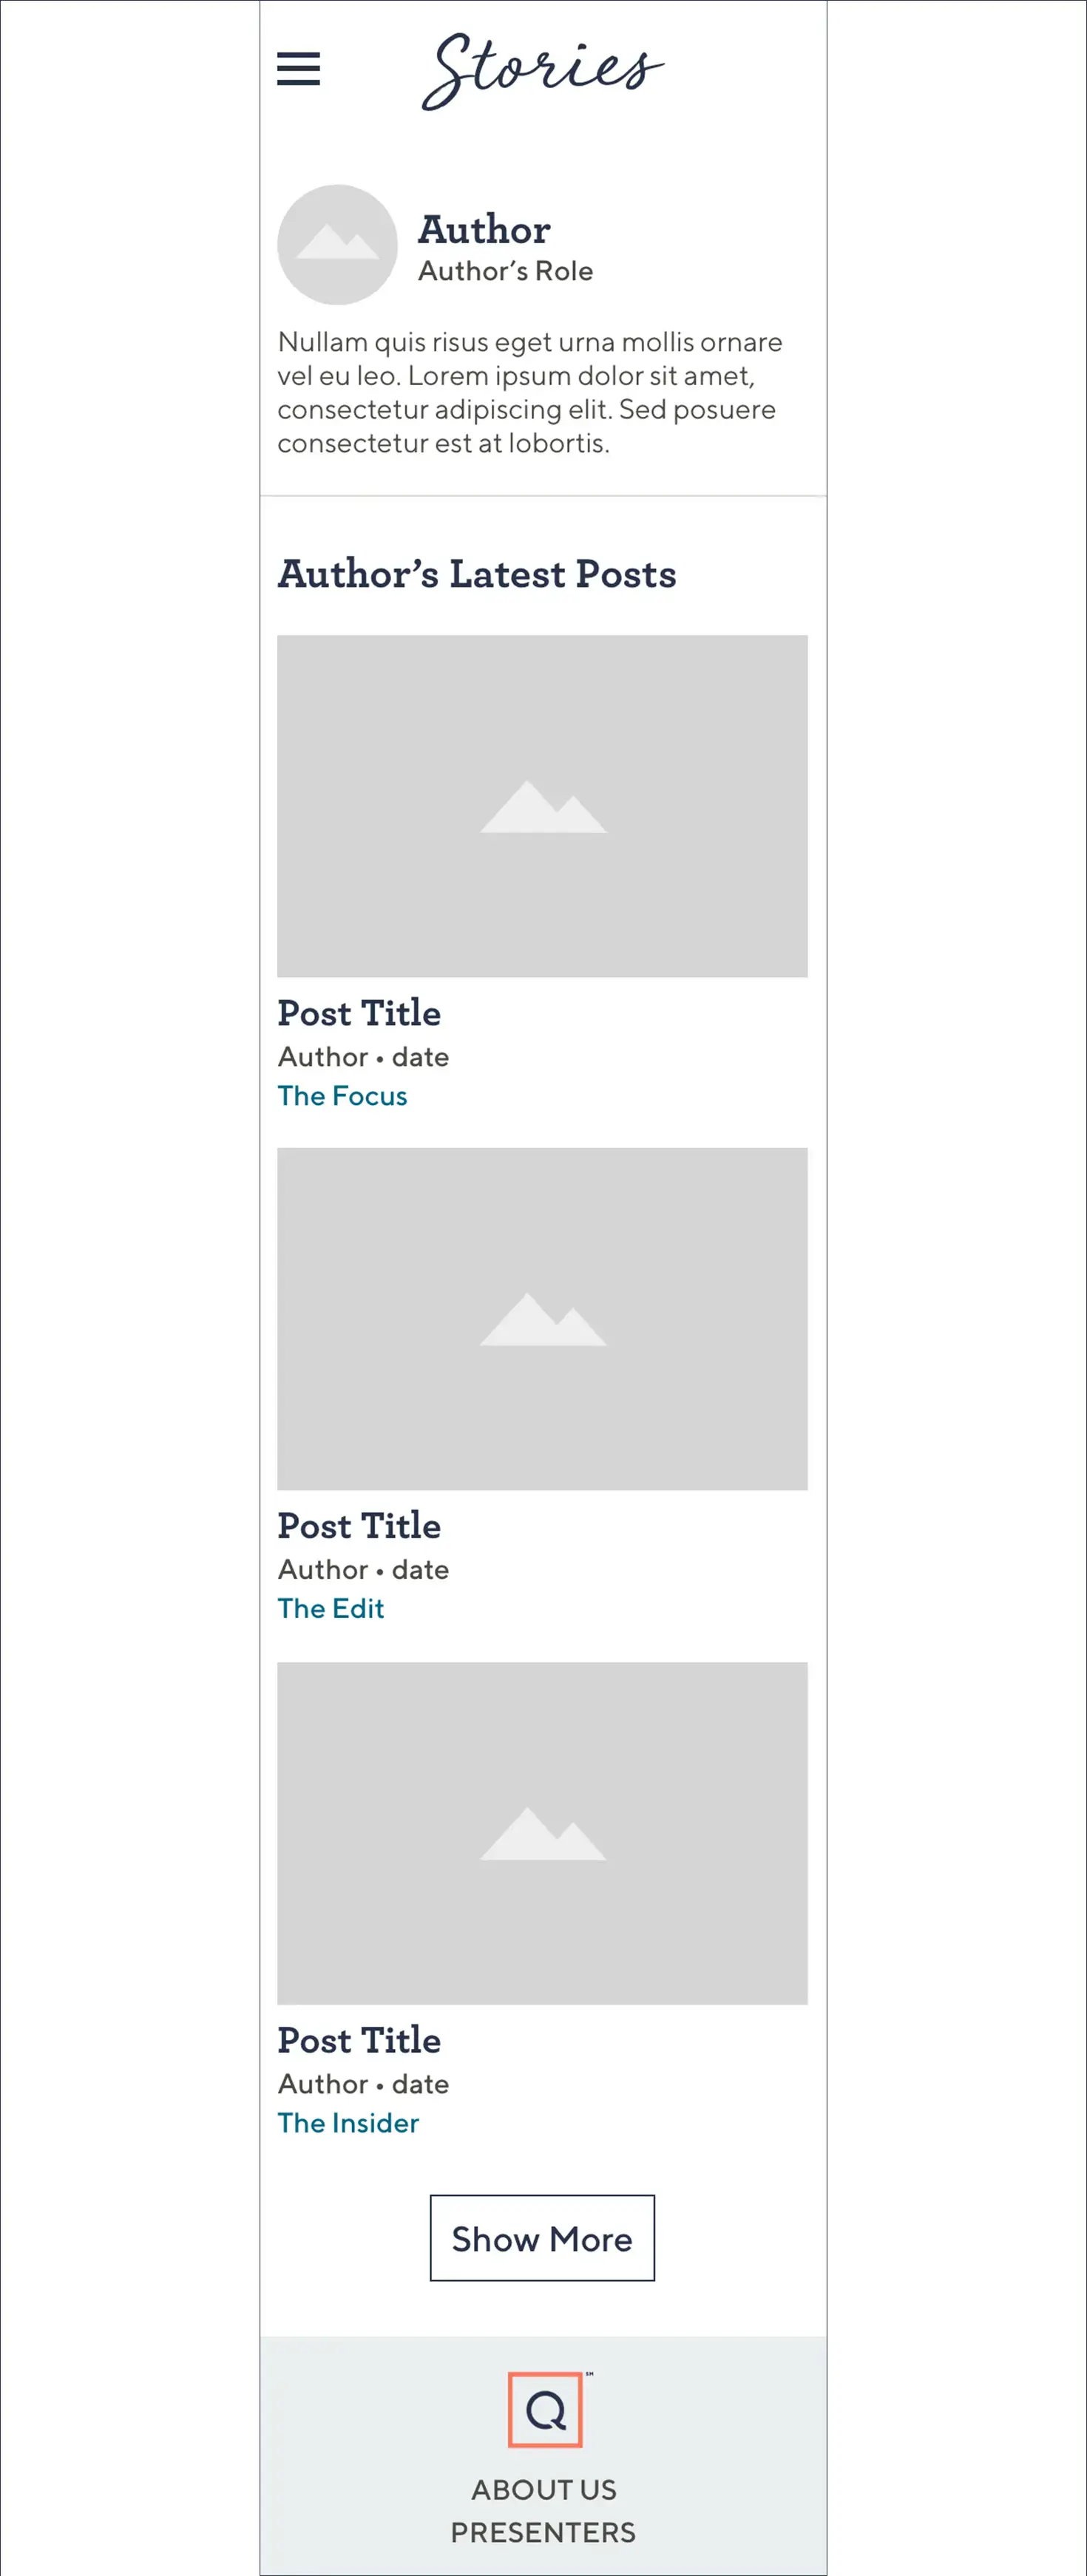 Stories
Author
Author’s Role
Nullam quis risus eget urna mollis ornare
vel eu leo. Lorem ipsum dolor sit amet,
consectetur adipiscing elit. Sed posuere
consectetur est at lobortis.
Author’s Latest Posts
Post Title
Author • date
The Focus
Post Title
Author • date
The Edit
Post Title
Author • date
The Insider
Show More
Q
SM
ABOUT US
PRESENTERS